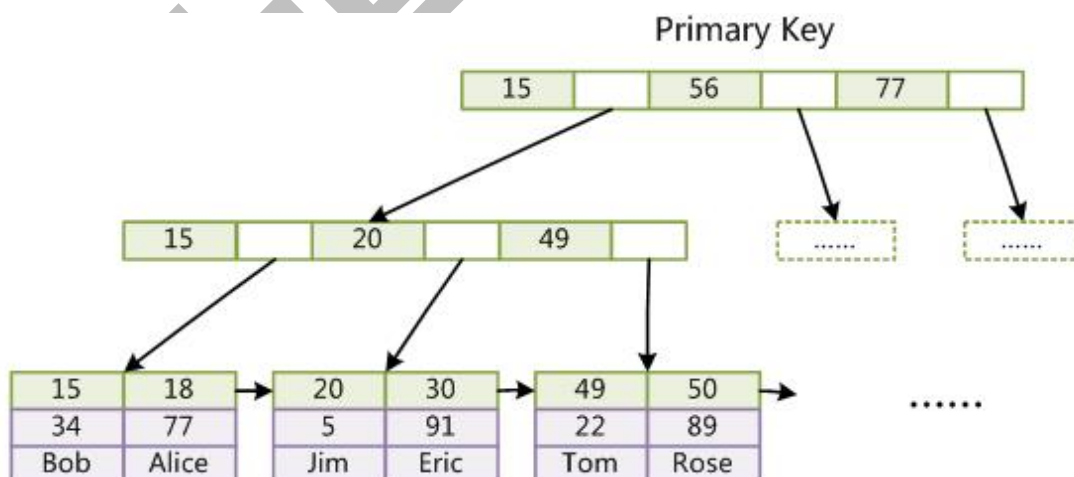 Primary Key
15 56 77
15 20 49
...... ......
15 18 20 30 49 50
......
34 77 5 91 22 89
Bob Alice Jim Eric Tom Rose